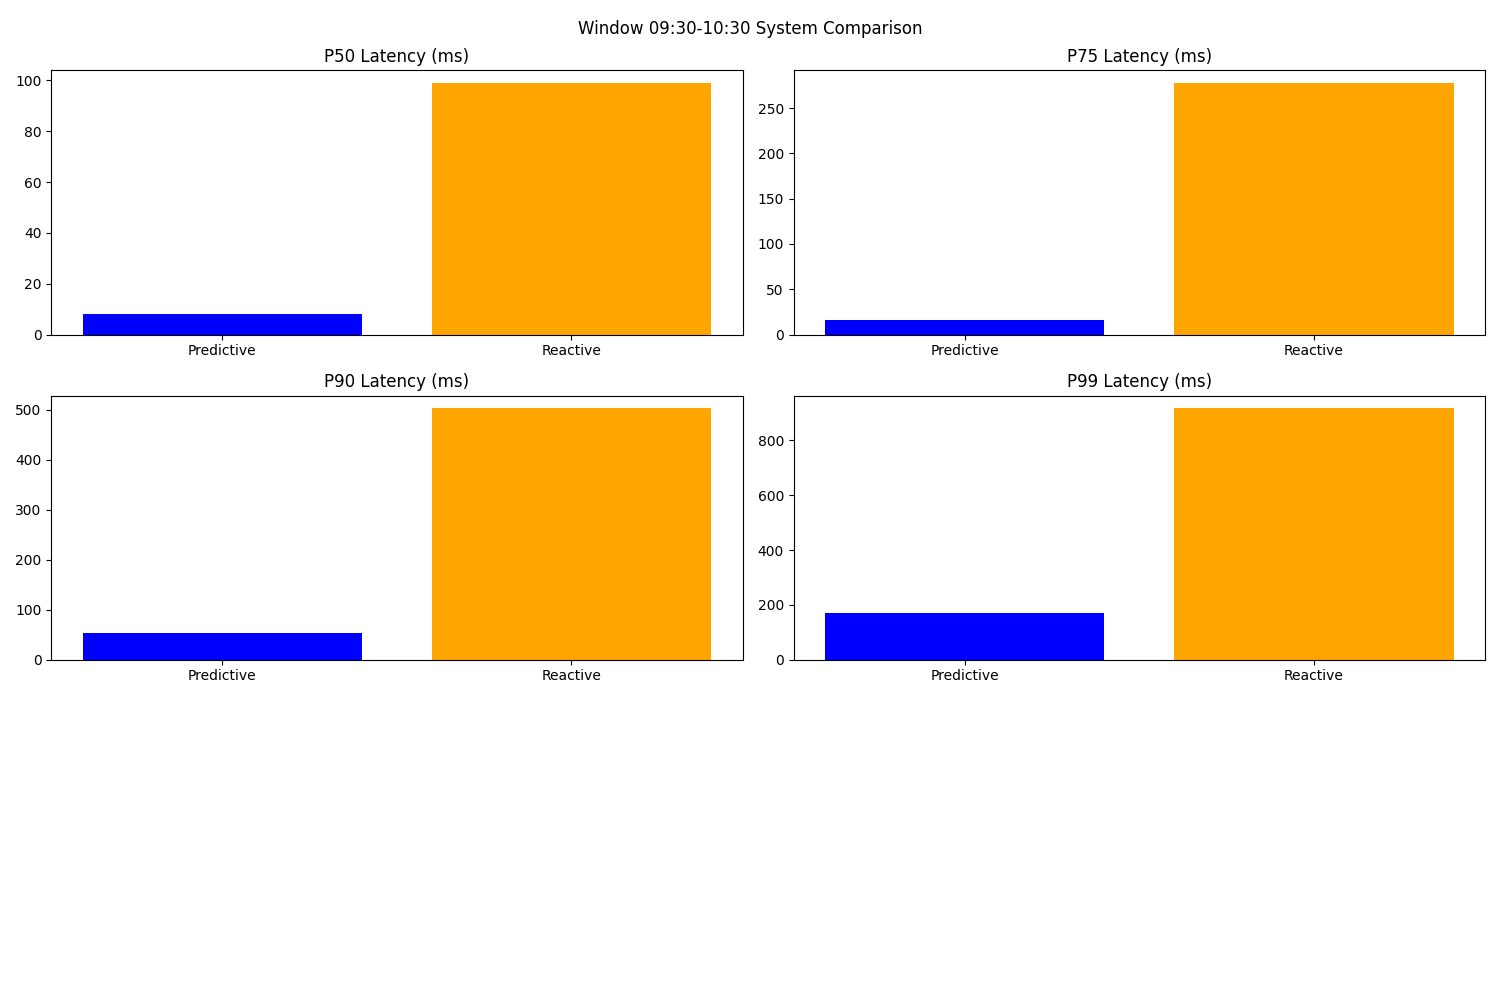 Window 09:30-10:30 System Comparison
P50 Latency (ms)
100
80
60
40
20
0
Predictive
Reactive
P75 Latency (ms)
250
200
150
100
50
0
Predictive
Reactive
P90 Latency (ms)
500
400
300
200
100
0
Predictive
Reactive
P99 Latency (ms)
800
600
400
200
0
Predictive
Reactive